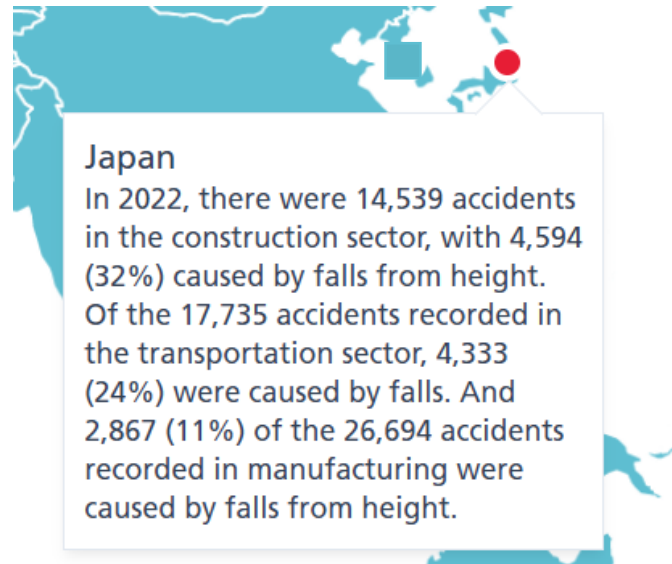 Japan
In 2022, there were 14,539 accidents
in the construction sector, with 4,594
(32%) caused by falls from height.
Of the 17,735 accidents recorded in
the transportation sector, 4,333
(24%) were caused by falls. And
2,867 (11%) of the 26,694 accidents
recorded in manufacturing were
caused by falls from height.